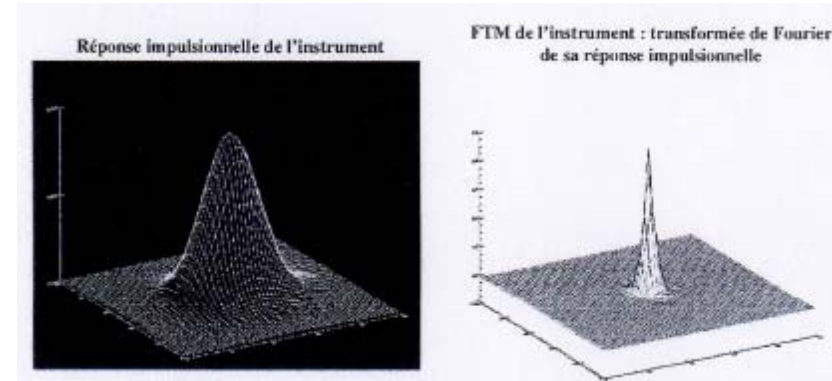 Réponse impulsionnelle de l'instrument
FTM de l'instrument : transformée de Fourier
de sa réponse impulsionnelle